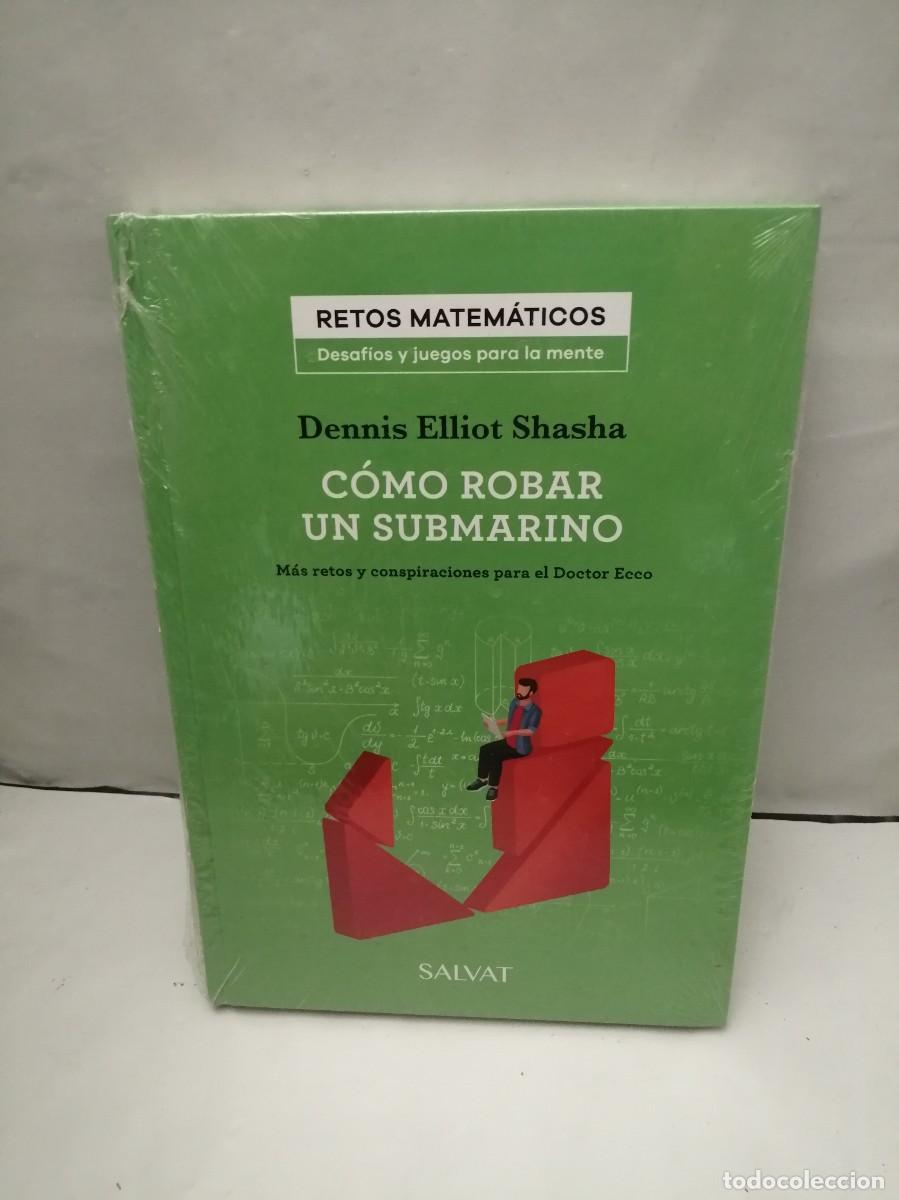 RETOS MATEMÁTICOS
Desafíos y juegos para la mente
Dennis Elliot Shasha
CÓMO ROBAR
UN SUBMARINO
Más retos y conspiraciones para el Doctor Ecco
SALVAT
todocoleccion